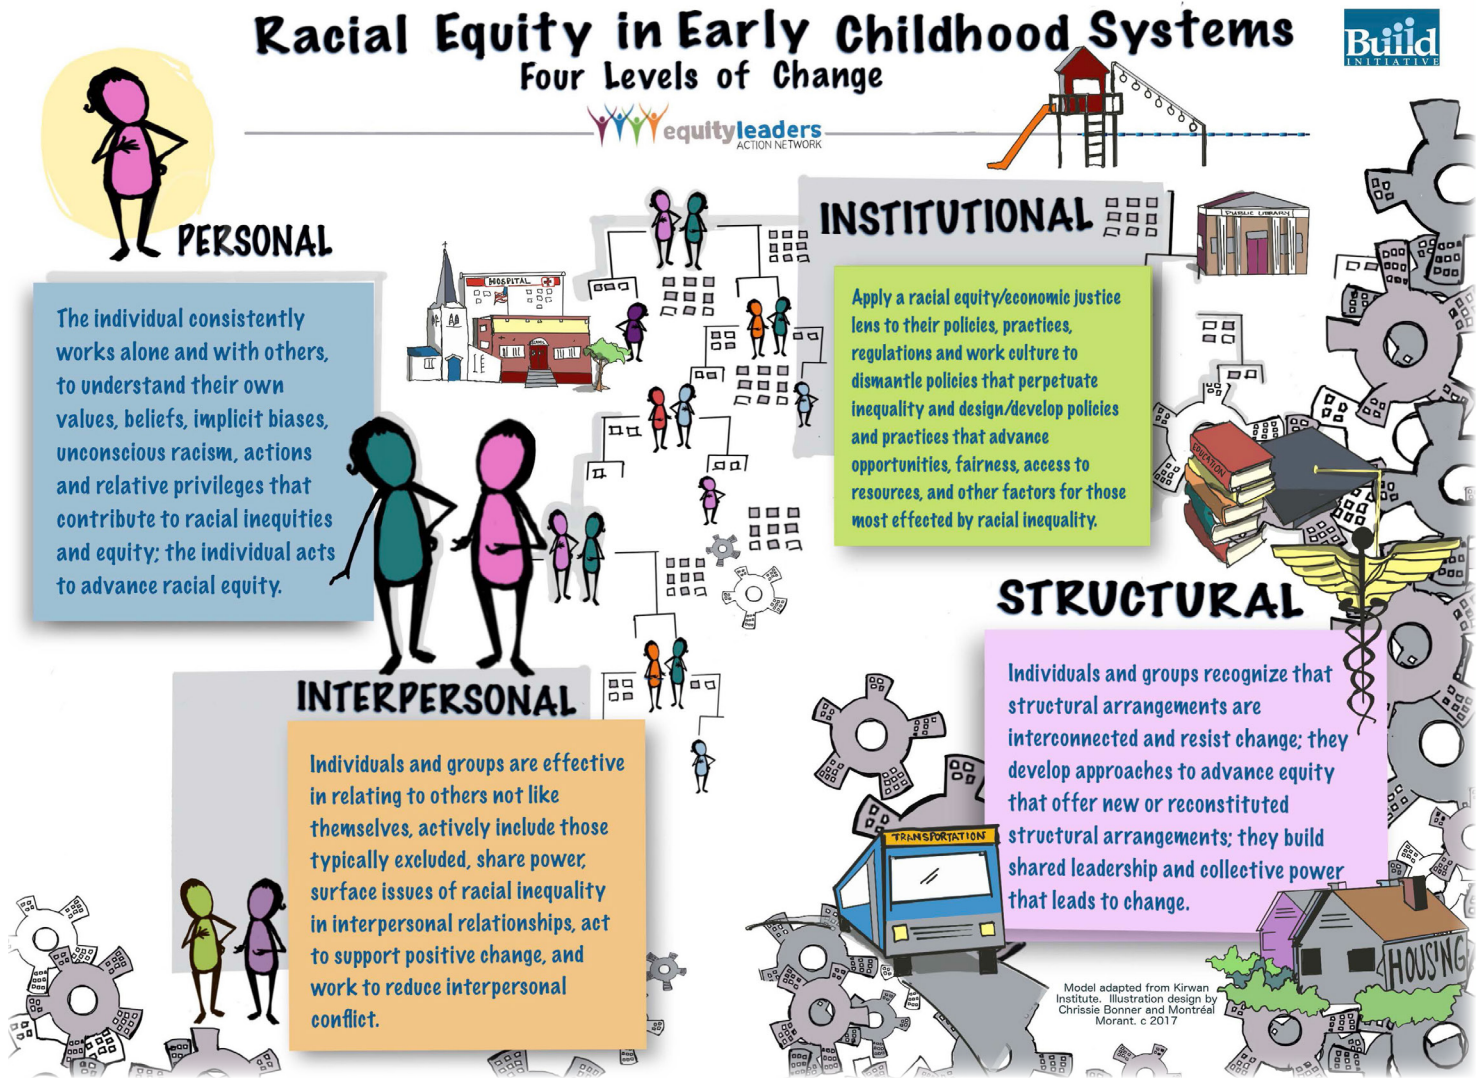 Racial Equity in Early Childhood Systems
Four Levels of Change
Build
INITIATIVE
equityleaders
ACTION NETWORK
PERSONAL
The individual consistently
works alone and with others,
to understand their own
values, beliefs, implicit biases,
unconscious racism, actions
and relative privileges that
contribute to racial inequities
and equity; the individual acts
to advance racial equity.
HOSPITAL
INSTITUTIONAL
PUBLIC LIBRARY
Apply a racial equity/economic justice
lens to their policies, practices,
regulations and work culture to
dismantle policies that perpetuate
inequality and design/develop policies
and practices that advance
opportunities, fairness, access to
resources, and other factors for those
most effected by racial inequality.
EDUCATION
INTERPERSONAL
Individuals and groups are effective
in relating to others not like
themselves, actively include those
typically excluded, share power,
surface issues of racial inequality
in interpersonal relationships, act
to support positive change, and
work to reduce interpersonal
conflict.
STRUCTURAL
Individuals and groups recognize that
structural arrangements are
interconnected and resist change; they
develop approaches to advance equity
that offer new or reconstituted
structural arrangements; they build
shared leadership and collective power
that leads to change.
TRANSPORTATION
HOUSING
Model adapted from Kirwan
Institute. Illustration design by
Chrissie Bonner and Montréal
Morant. c 2017